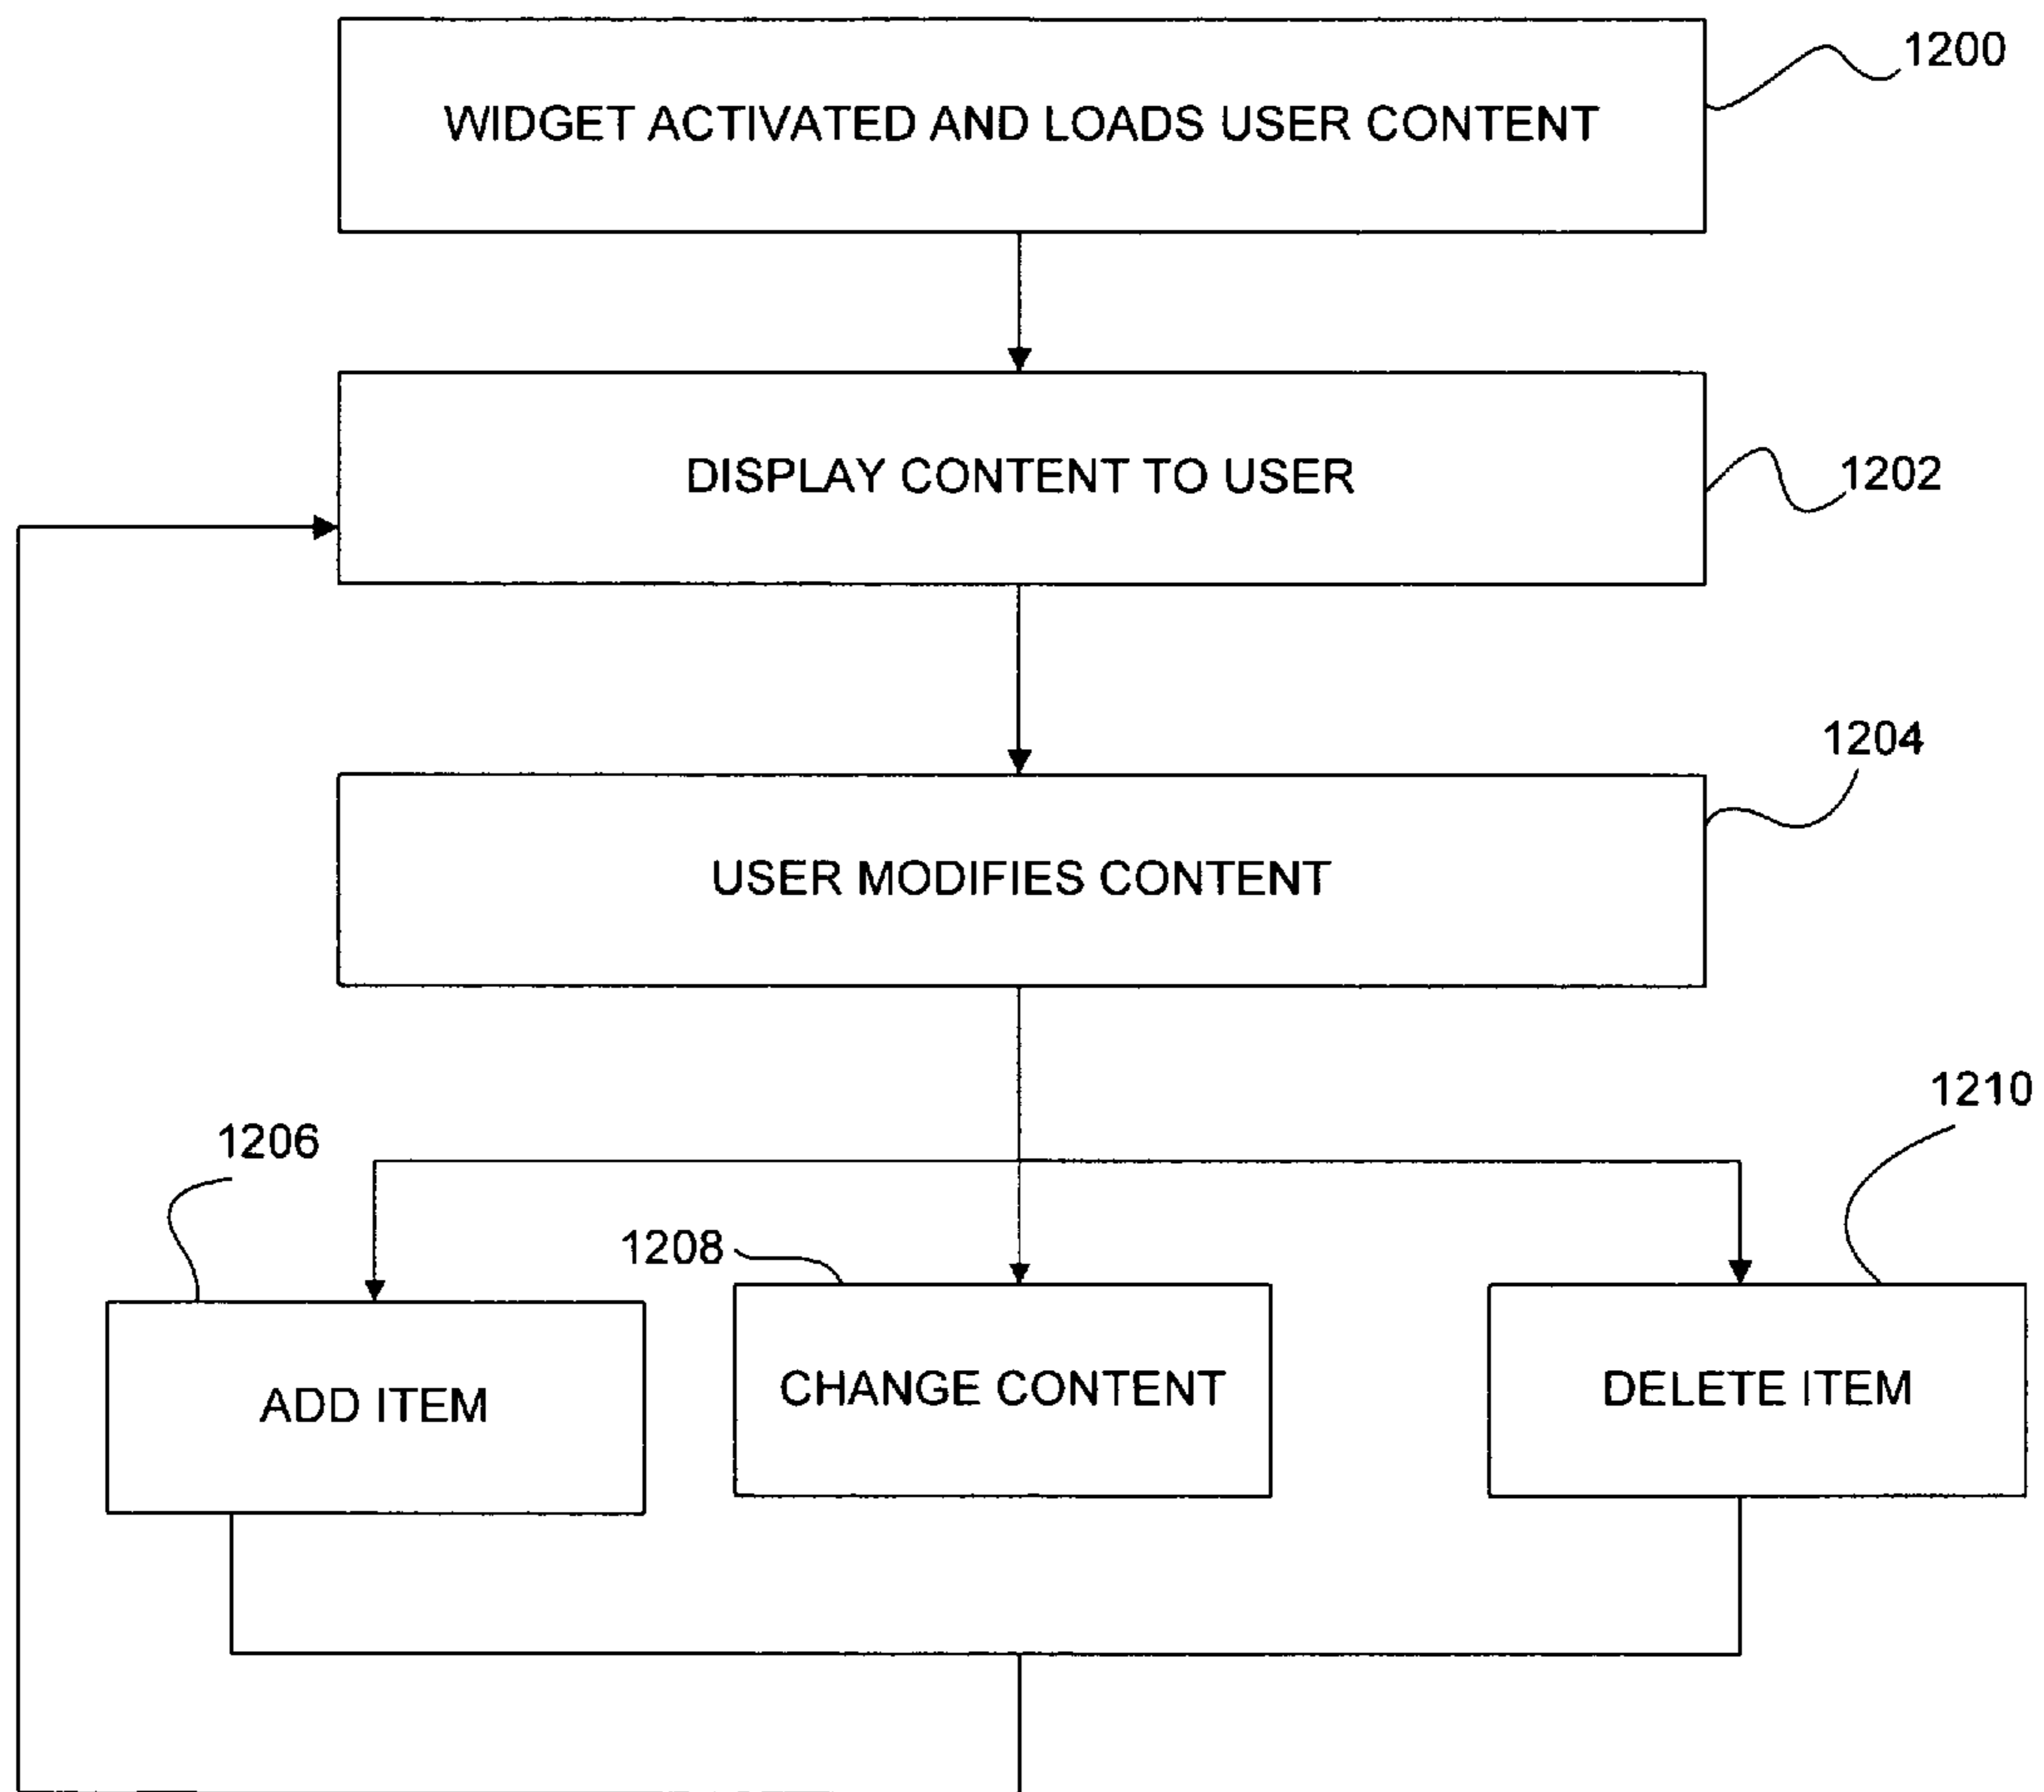 WIDGET ACTIVATED AND LOADS USER CONTENT
1200
DISPLAY CONTENT TO USER
1202
USER MODIFIES CONTENT
1204
1206
ADD ITEM
1208
CHANGE CONTENT
1210
DELETE ITEM